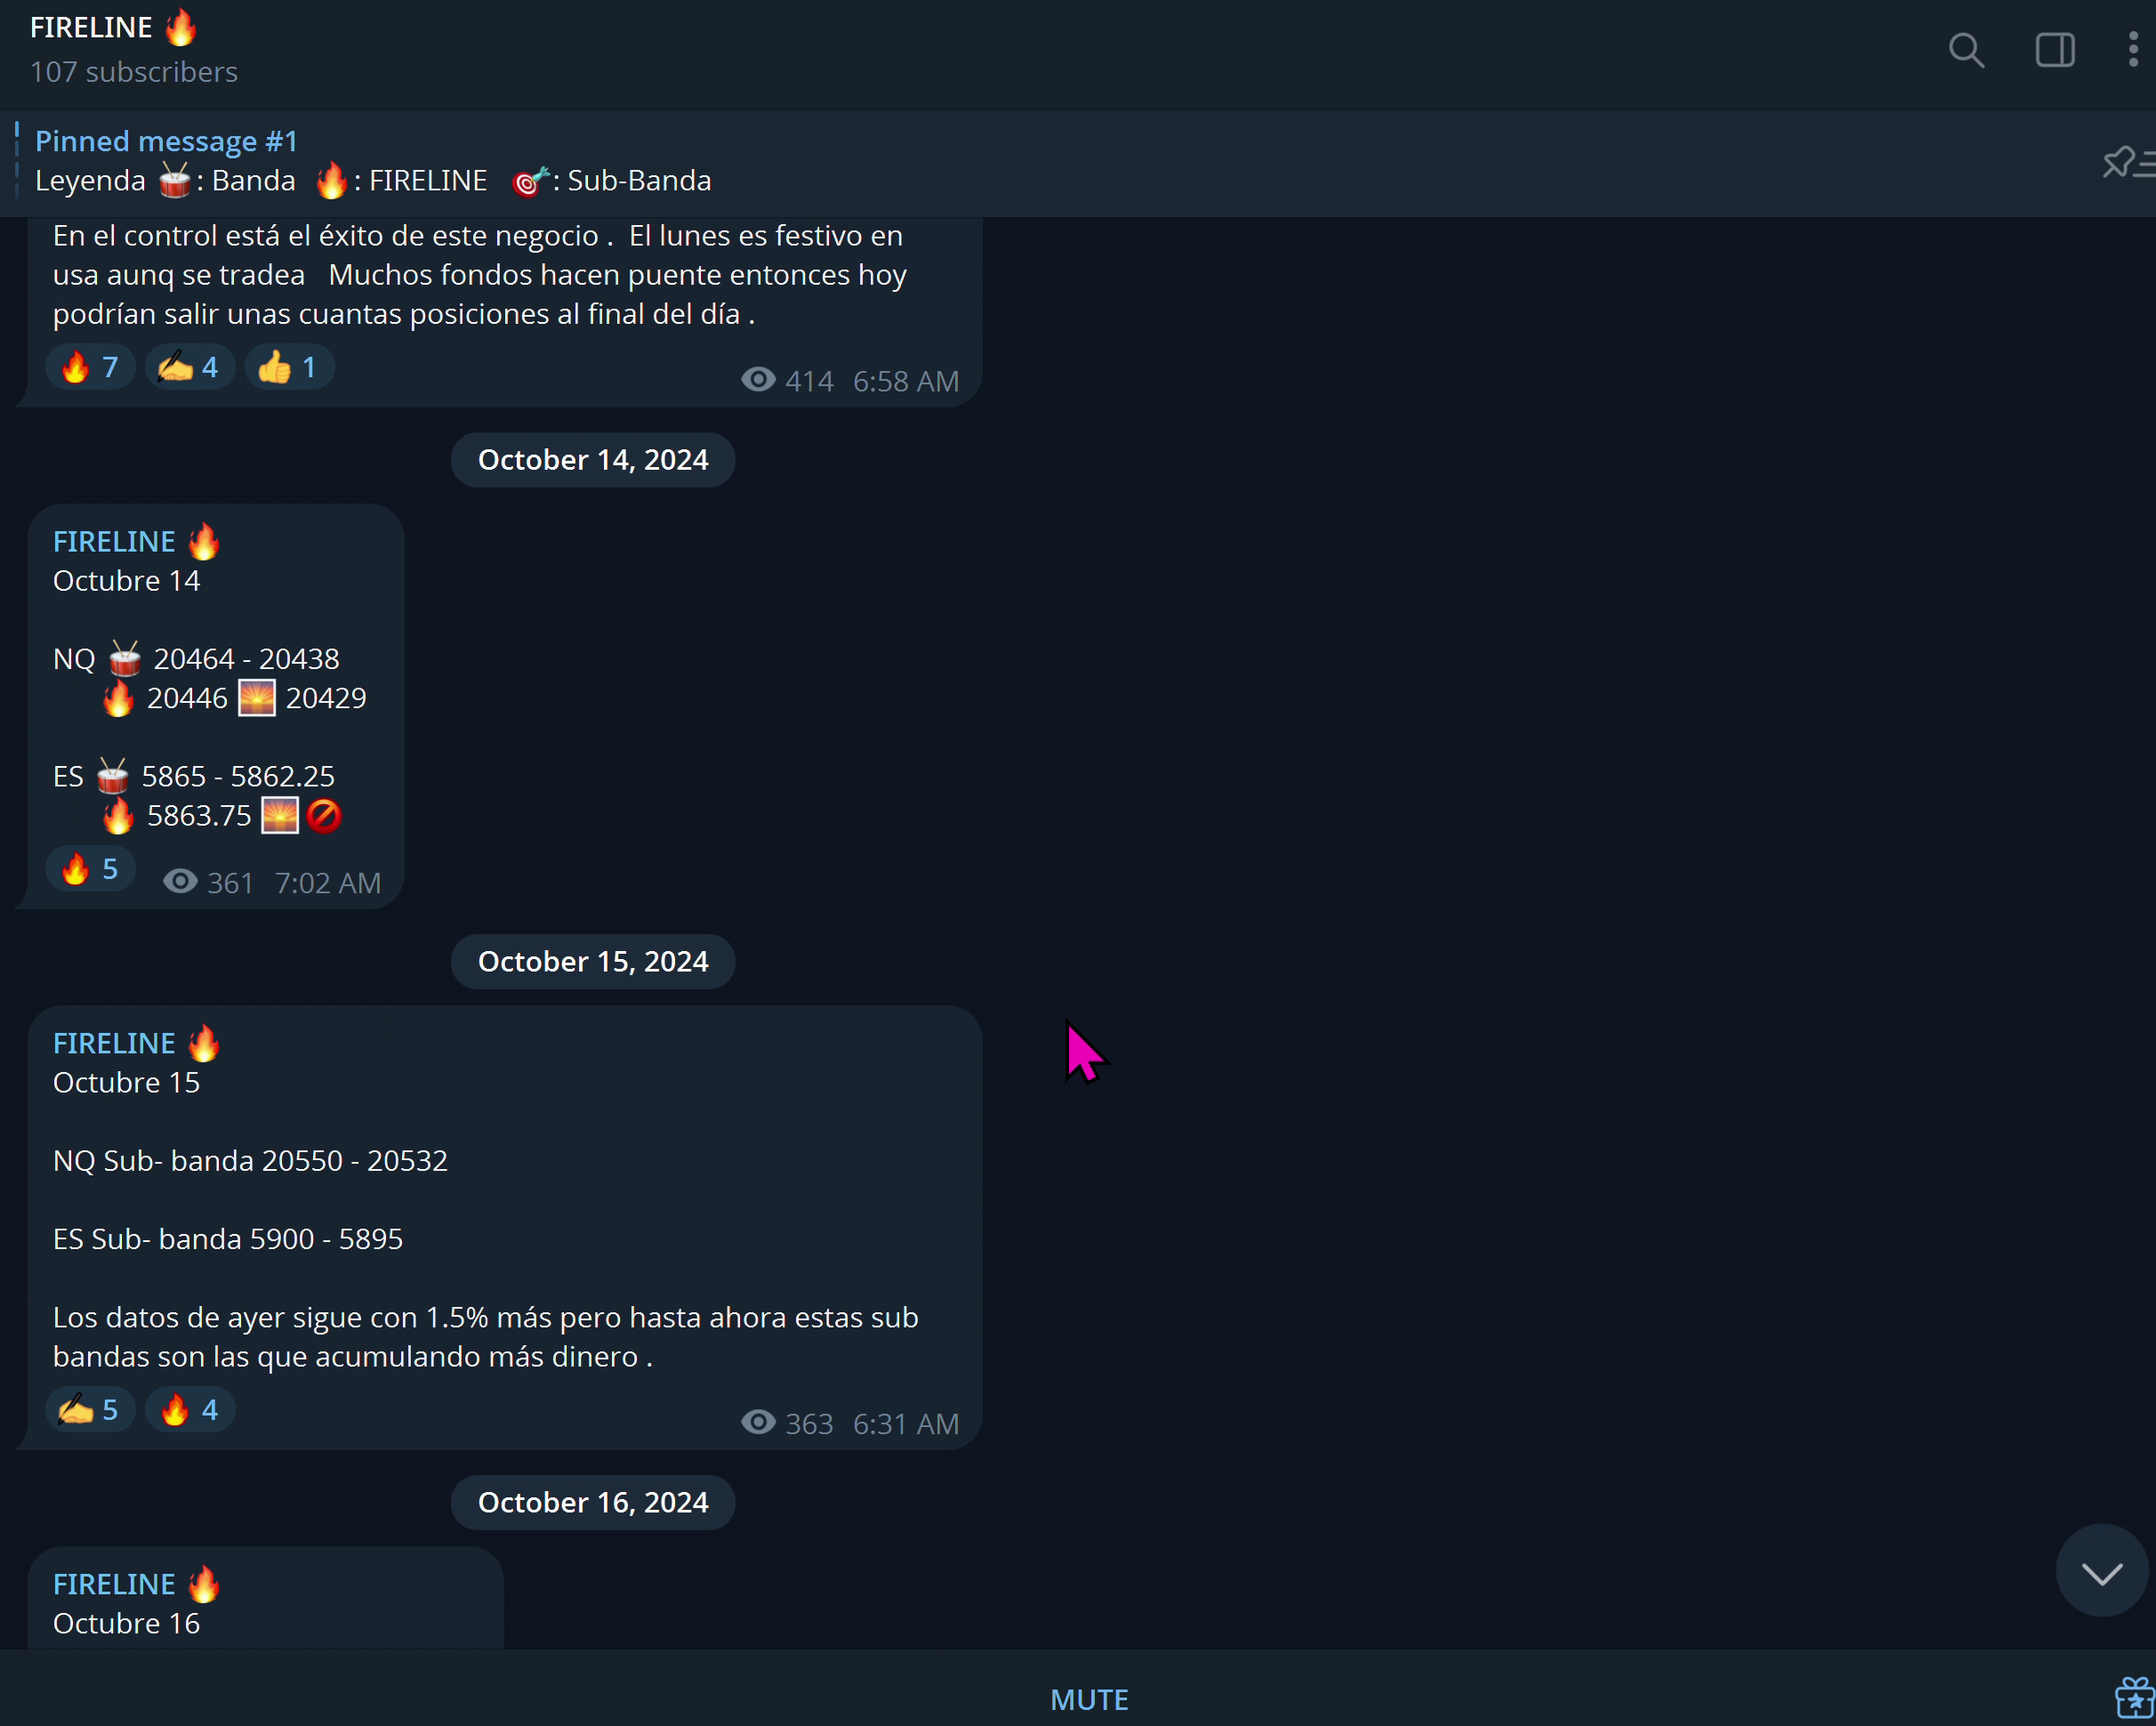 FIRELINE 🔥
107 subscribers
Pinned message #1
Leyenda 🥁: Banda 🔥: FIRELINE 🎯: Sub-Banda
En el control está el éxito de este negocio . El lunes es festivo en
usa aunq se tradea Muchos fondos hacen puente entonces hoy
podrían salir unas cuantas posiciones al final del día .
🔥 7 ✍️ 4 👍 1 414 6:58 AM
October 14, 2024
FIRELINE 🔥
Octubre 14
NQ 🥁 20464 - 20438
🔥 20446 🌅 20429
ES 🥁 5865 - 5862.25
🔥 5863.75 🌅🚫
🔥 5 361 7:02 AM
October 15, 2024
FIRELINE 🔥
Octubre 15
NQ Sub- banda 20550 - 20532
ES Sub- banda 5900 - 5895
Los datos de ayer sigue con 1.5% más pero hasta ahora estas sub
bandas son las que acumulando más dinero .
✍️ 5 🔥 4 363 6:31 AM
October 16, 2024
FIRELINE 🔥
Octubre 16
MUTE